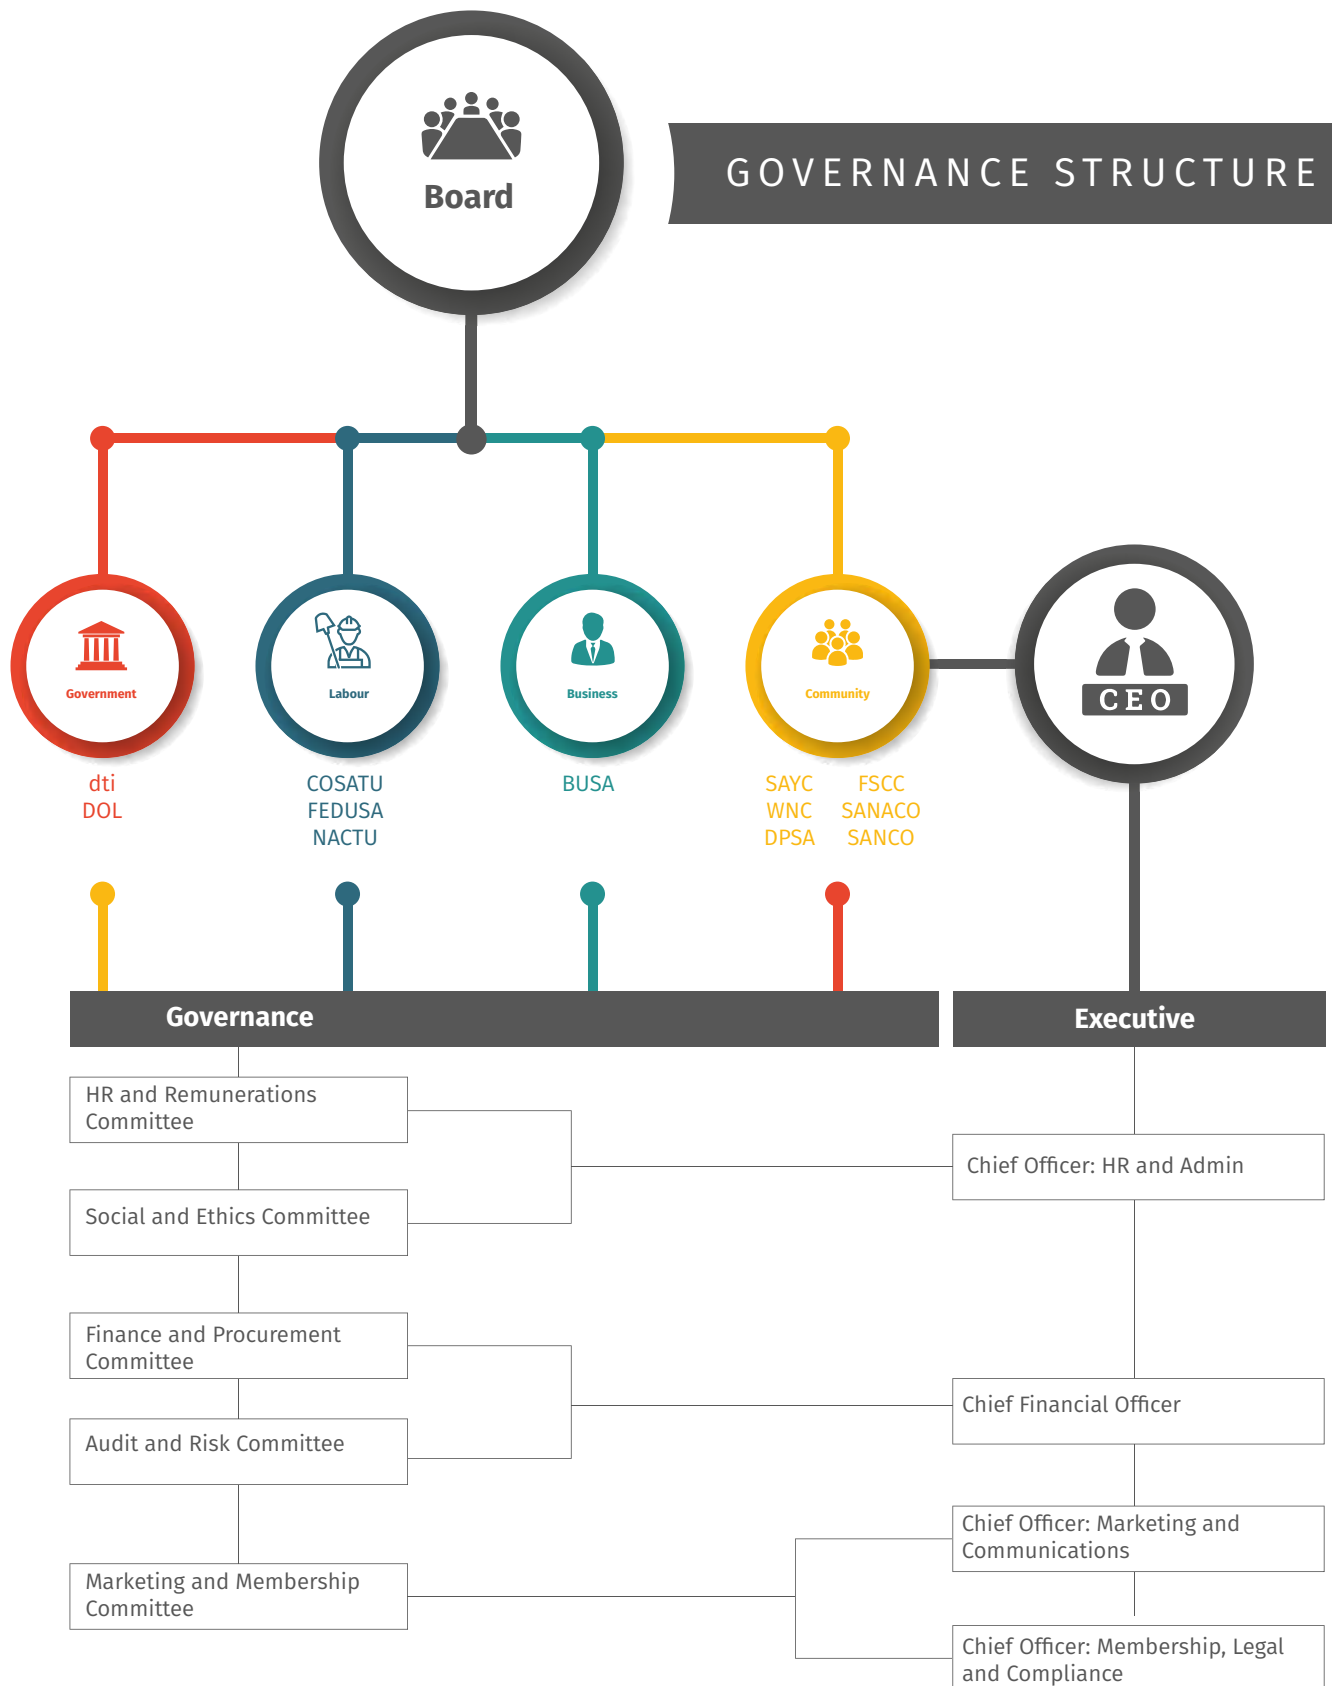 Board
GOVERNANCE STRUCTURE
Government
Labour
Business
Community
CEO
dti
DOL
COSATU
FEDUSA
NACTU
BUSA
SAYC
WNC
DPSA
FSCC
SANACO
SANCO
Governance
Executive
HR and Remunerations
Committee
Social and Ethics Committee
Finance and Procurement
Committee
Audit and Risk Committee
Marketing and Membership
Committee
Chief Officer: HR and Admin
Chief Financial Officer
Chief Officer: Marketing and
Communications
Chief Officer: Membership, Legal
and Compliance